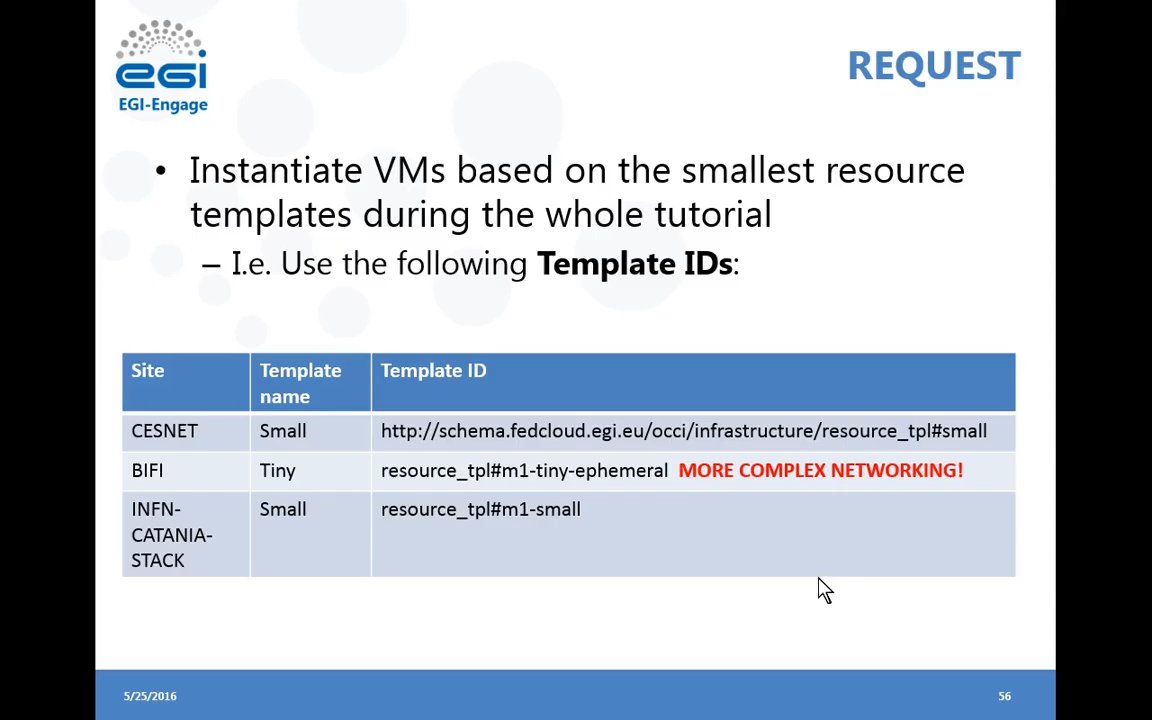 egi
EGI-Engage
REQUEST
• Instantiate VMs based on the smallest resource
templates during the whole tutorial
– I.e. Use the following Template IDs:
Site Template name Template ID
CESNET Small http://schema.fedcloud.egi.eu/occi/infrastructure/resource_tpl#small
BIFI Tiny resource_tpl#m1-tiny-ephemeral MORE COMPLEX NETWORKING!
INFN-CATANIA-STACK Small resource_tpl#m1-small
5/25/2016 56